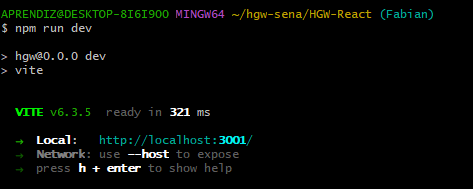 APRENDIZ@DESKTOP-8I6I9OO MINGW64 ~/hgw-sena/HGW-React (Fabian)
$ npm run dev
> hgw@0.0.0 dev
> vite
VITE v6.3.5  ready in 321 ms
➜  Local:   http://localhost:3001/
➜  Network: use --host to expose
➜  press h + enter to show help